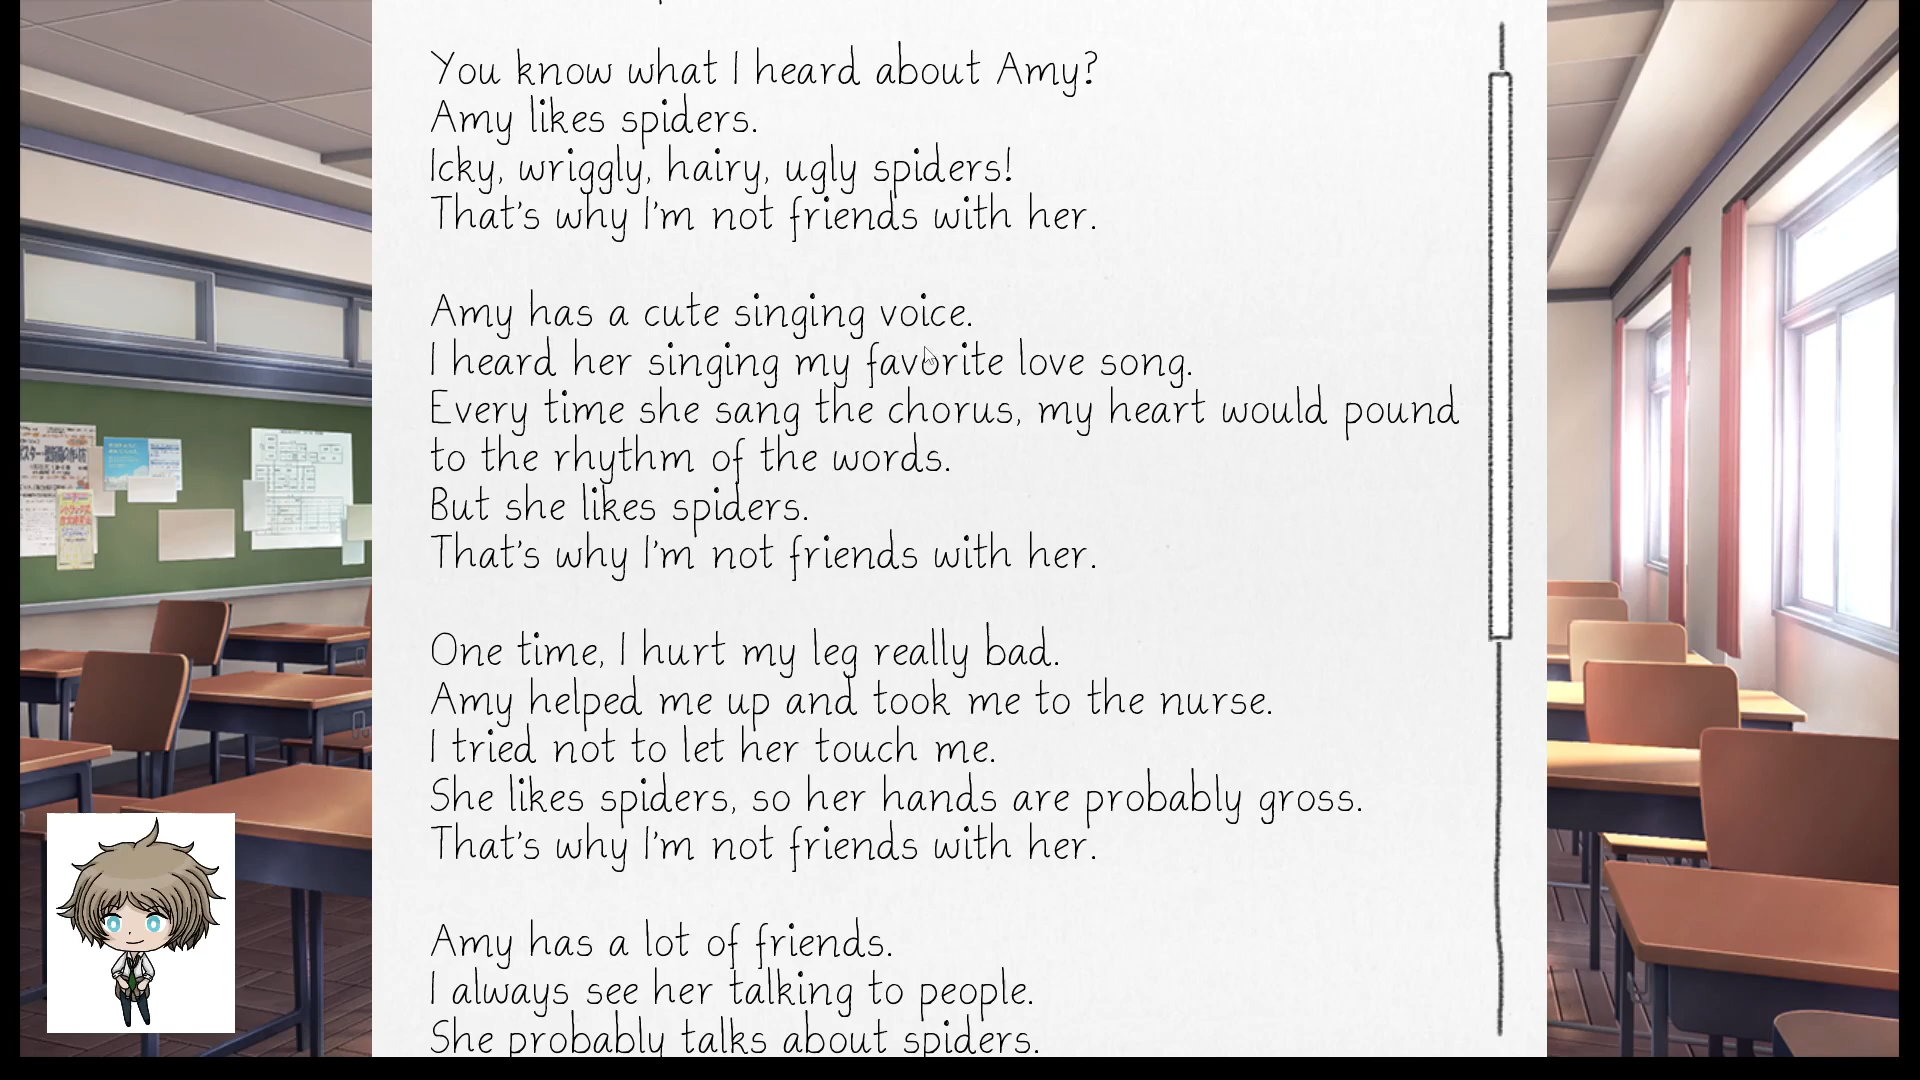 You know what I heard about Amy?
Amy likes spiders.
Icky, wriggly, hairy, ugly spiders!
That's why I'm not friends with her.
Amy has a cute singing voice.
I heard her singing my favorite love song.
Every time she sang the chorus, my heart would pound
to the rhythm of the words.
But she likes spiders.
That's why I'm not friends with her.
One time, I hurt my leg really bad.
Amy helped me up and took me to the nurse.
I tried not to let her touch me.
She likes spiders, so her hands are probably gross.
That's why I'm not friends with her.
Amy has a lot of friends.
I always see her talking to people.
She probably talks about spiders.